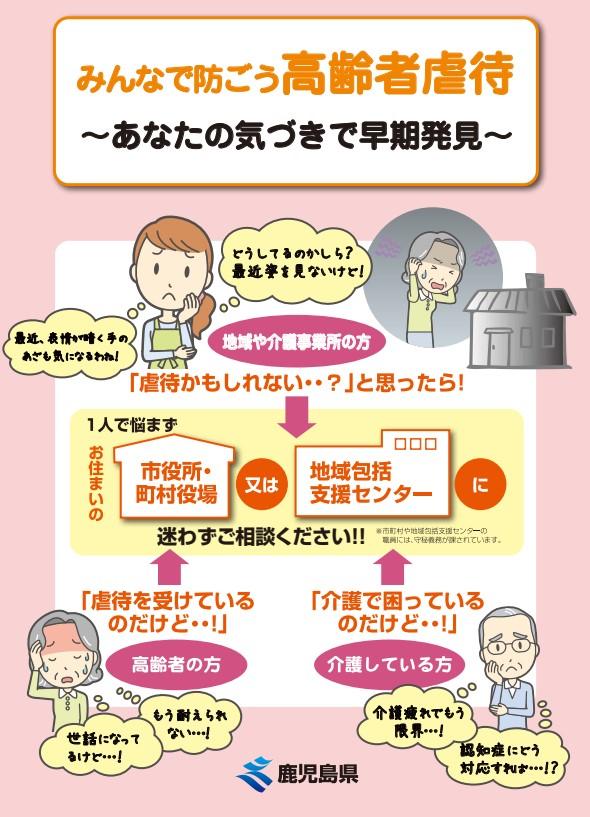 みんなで防ごう高齢者虐待
～あなたの気づきで早期発見～
どうしてるのかしら？
最近姿を見ないけど！
最近、表情が暗く手の
あざも気になるわね！
地域や介護事業所の方
「虐待かもしれない・・？」と思ったら！
1人で悩まず
お住まいの
市役所・
町村役場
又は
地域包括
支援センター
に
迷わずご相談ください!!
※市町村や地域包括支援センターの
職員には、守秘義務が課されています。
「虐待を受けている
のだけど・・!」
高齢者の方
もう耐えられ
ない…!
世話になって
るけど…!
「介護で困っている
のだけど・・!」
介護している方
介護疲れでもう
限界…!
認知症にどう
対応すれば…!?
鹿児島県